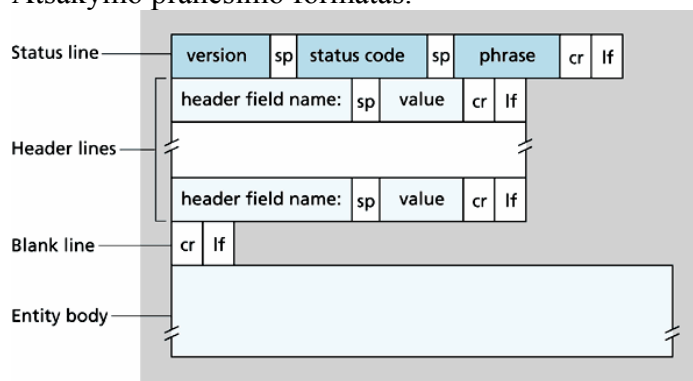 Atsakymo pranešimo formatas:
Status line version sp status code sp phrase cr lf
header field name: sp value cr lf
Header lines
header field name: sp value cr lf
Blank line cr lf
Entity body